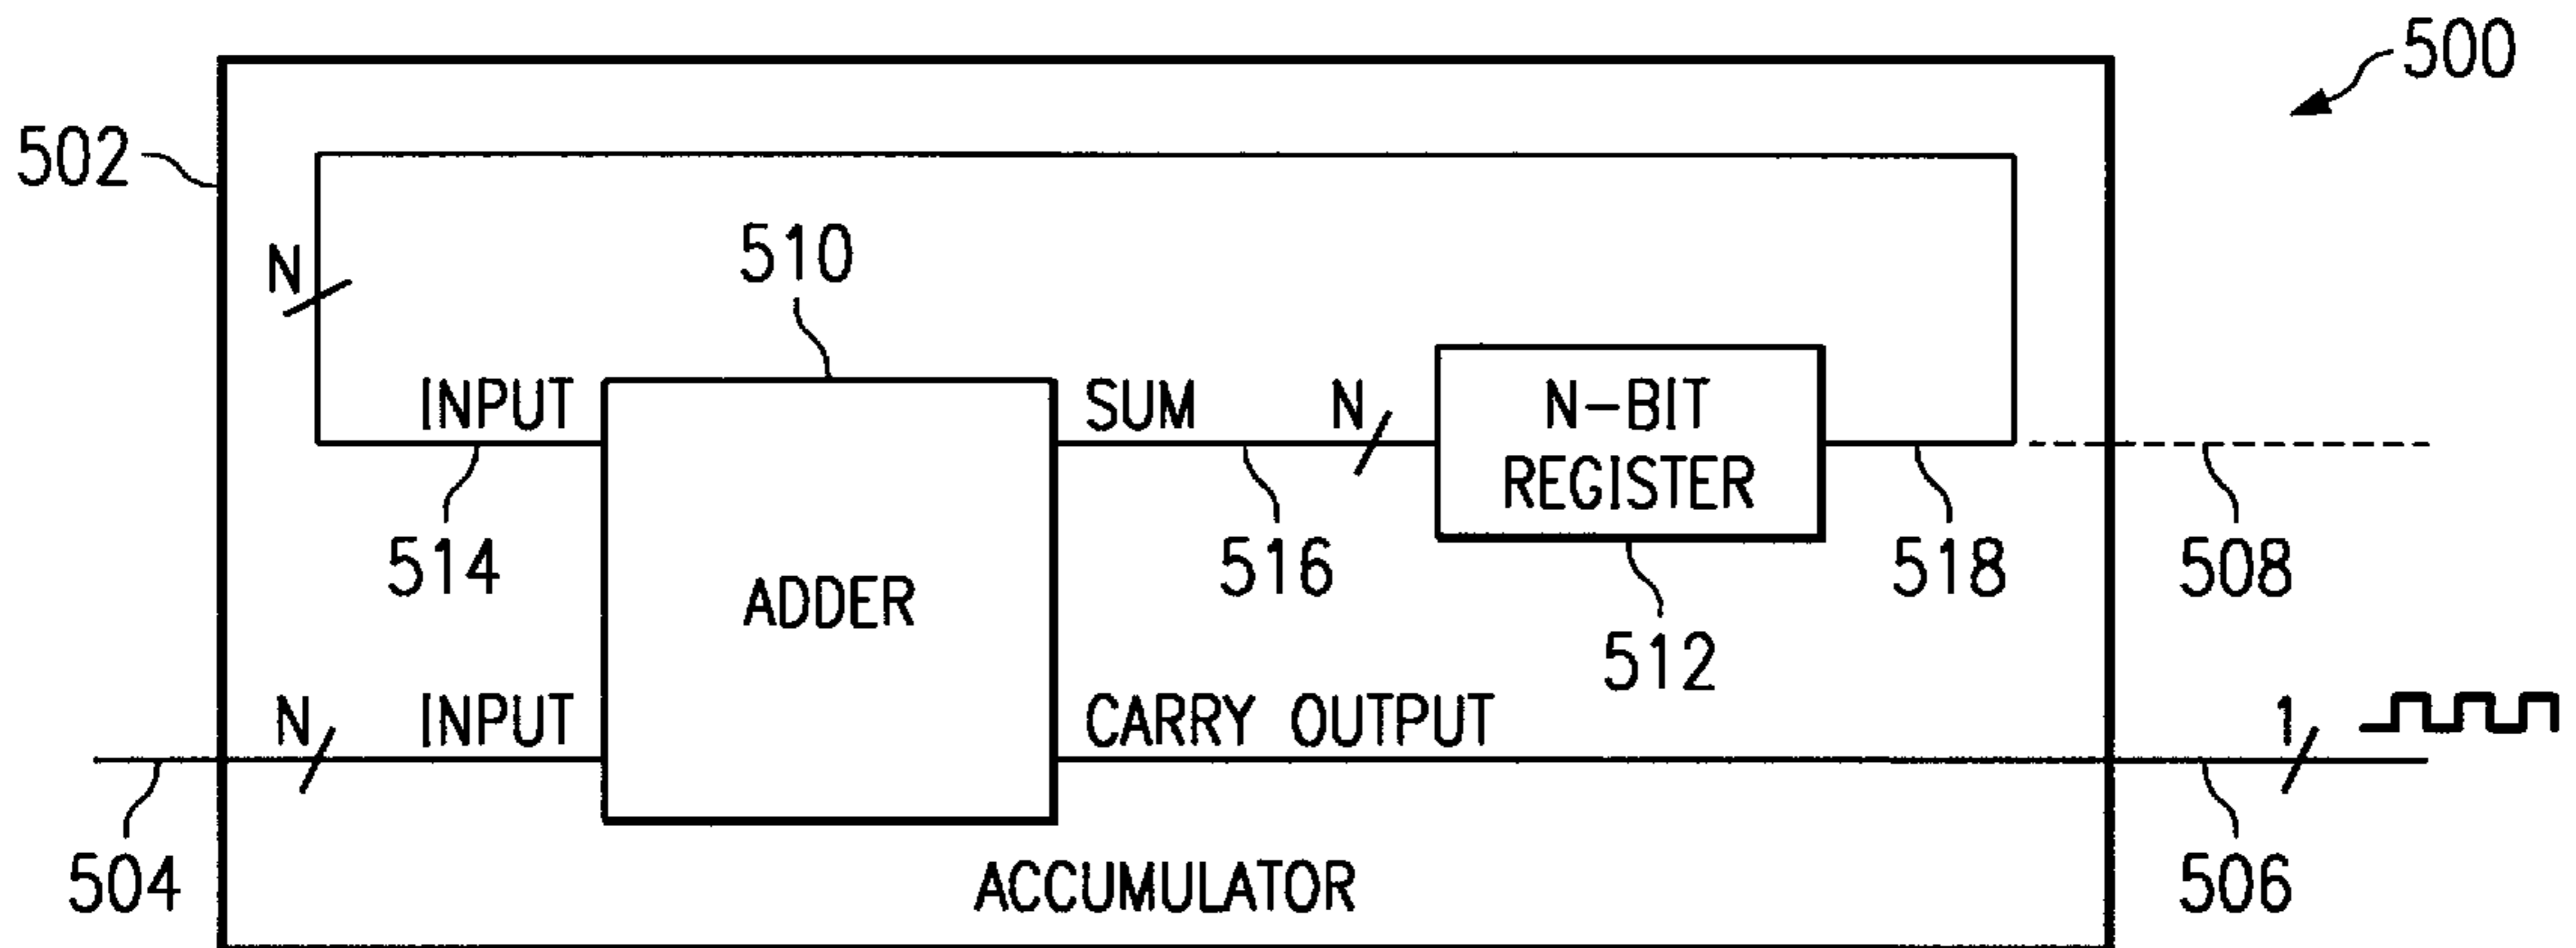 500
502
N
510
INPUT
SUM
N
N-BIT
REGISTER
514
516
518
508
ADDER
512
N
INPUT
CARRY OUTPUT
1
504
ACCUMULATOR
506